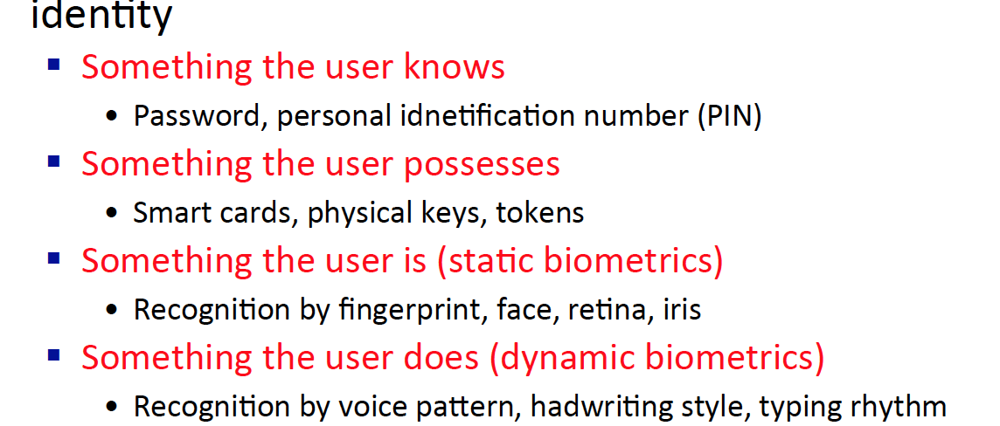 identity
▪ Something the user knows
• Password, personal idnetification number (PIN)
▪ Something the user possesses
• Smart cards, physical keys, tokens
▪ Something the user is (static biometrics)
• Recognition by fingerprint, face, retina, iris
▪ Something the user does (dynamic biometrics)
• Recognition by voice pattern, hadwriting style, typing rhythm